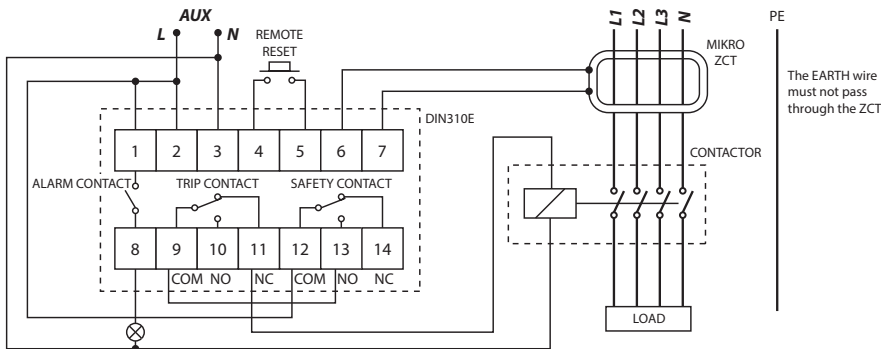 AUX
L N
REMOTE
RESET
L1 L2 L3 N
PE
MIKRO
ZCT
The EARTH wire
must not pass
through the ZCT
DIN310E
1 2 3 4 5 6 7
CONTACTOR
ALARM CONTACT TRIP CONTACT SAFETY CONTACT
8 9 10 11 12 13 14
COM NO NC COM NO NC
LOAD